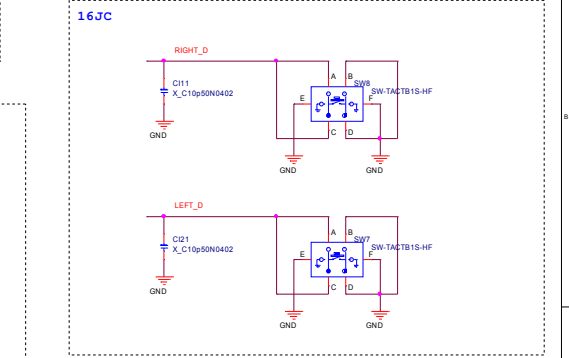 16JC
RIGHT_D
A
B
CI11
SW8
X_C10p50N0402
SW-TACTB1S-HF
E
F
GND
C
D
GND
GND
B
LEFT_D
A
B
CI21
SW7
X_C10p50N0402
SW-TACTB1S-HF
E
F
GND
C
D
GND
GND